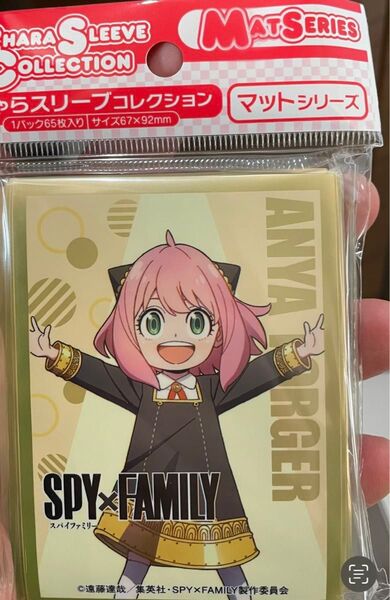 CHARA SLEEVE
COLLECTION
MAT SERIES
ゃらスリーブコレクション
マットシリーズ
1パック65枚入り サイズ67×92mm
ANYA FORGER
SPY×FAMILY
スパイファミリー
©遠藤達哉／集英社・SPY×FAMILY製作委員会